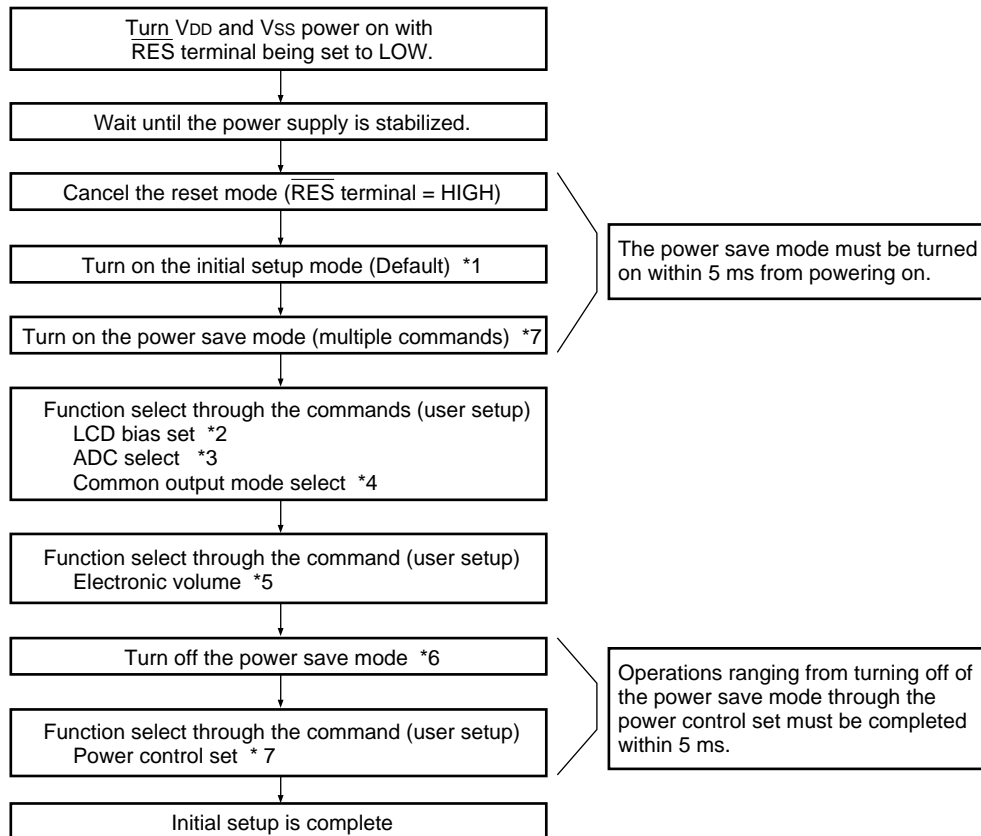 Turn VDD and VSS power on with
RES terminal being set to LOW.
Wait until the power supply is stabilized.
Cancel the reset mode (RES terminal = HIGH)
Turn on the initial setup mode (Default) *1
Turn on the power save mode (multiple commands) *7
The power save mode must be turned
on within 5 ms from powering on.
Function select through the commands (user setup)
LCD bias set *2
ADC select *3
Common output mode select *4
Function select through the command (user setup)
Electronic volume *5
Turn off the power save mode *6
Function select through the command (user setup)
Power control set * 7
Operations ranging from turning off of
the power save mode through the
power control set must be completed
within 5 ms.
Initial setup is complete